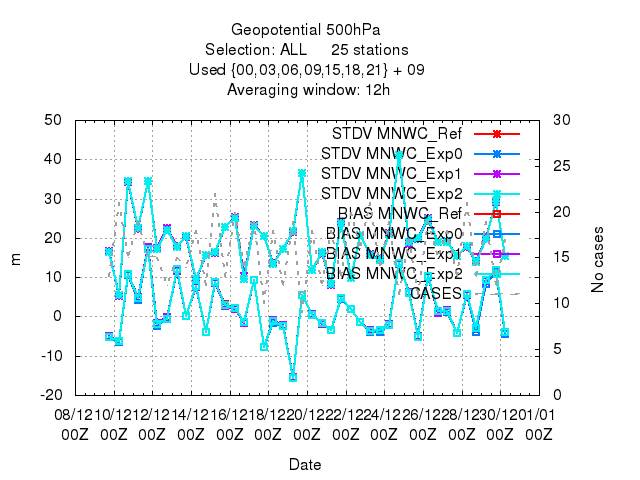 Geopotential 500hPa
Selection: ALL 25 stations
Used {00,03,06,09,15,18,21} + 09
Averaging window: 12h
50
40
30
20
10
0
-10
-20
m
30
25
20
15
10
5
0
No cases
STDV MNWC_Ref
STDV MNWC_Exp0
STDV MNWC_Exp1
STDV MNWC_Exp2
BIAS MNWC_Ref
BIAS MNWC_Exp0
BIAS MNWC_Exp1
BIAS MNWC_Exp2
CASES
08/12 10/12 12/12 14/12 16/12 18/12 20/12 22/12 24/12 26/12 28/12 30/12 01/01
00Z 00Z 00Z 00Z 00Z 00Z 00Z 00Z 00Z 00Z 00Z 00Z 00Z
Date